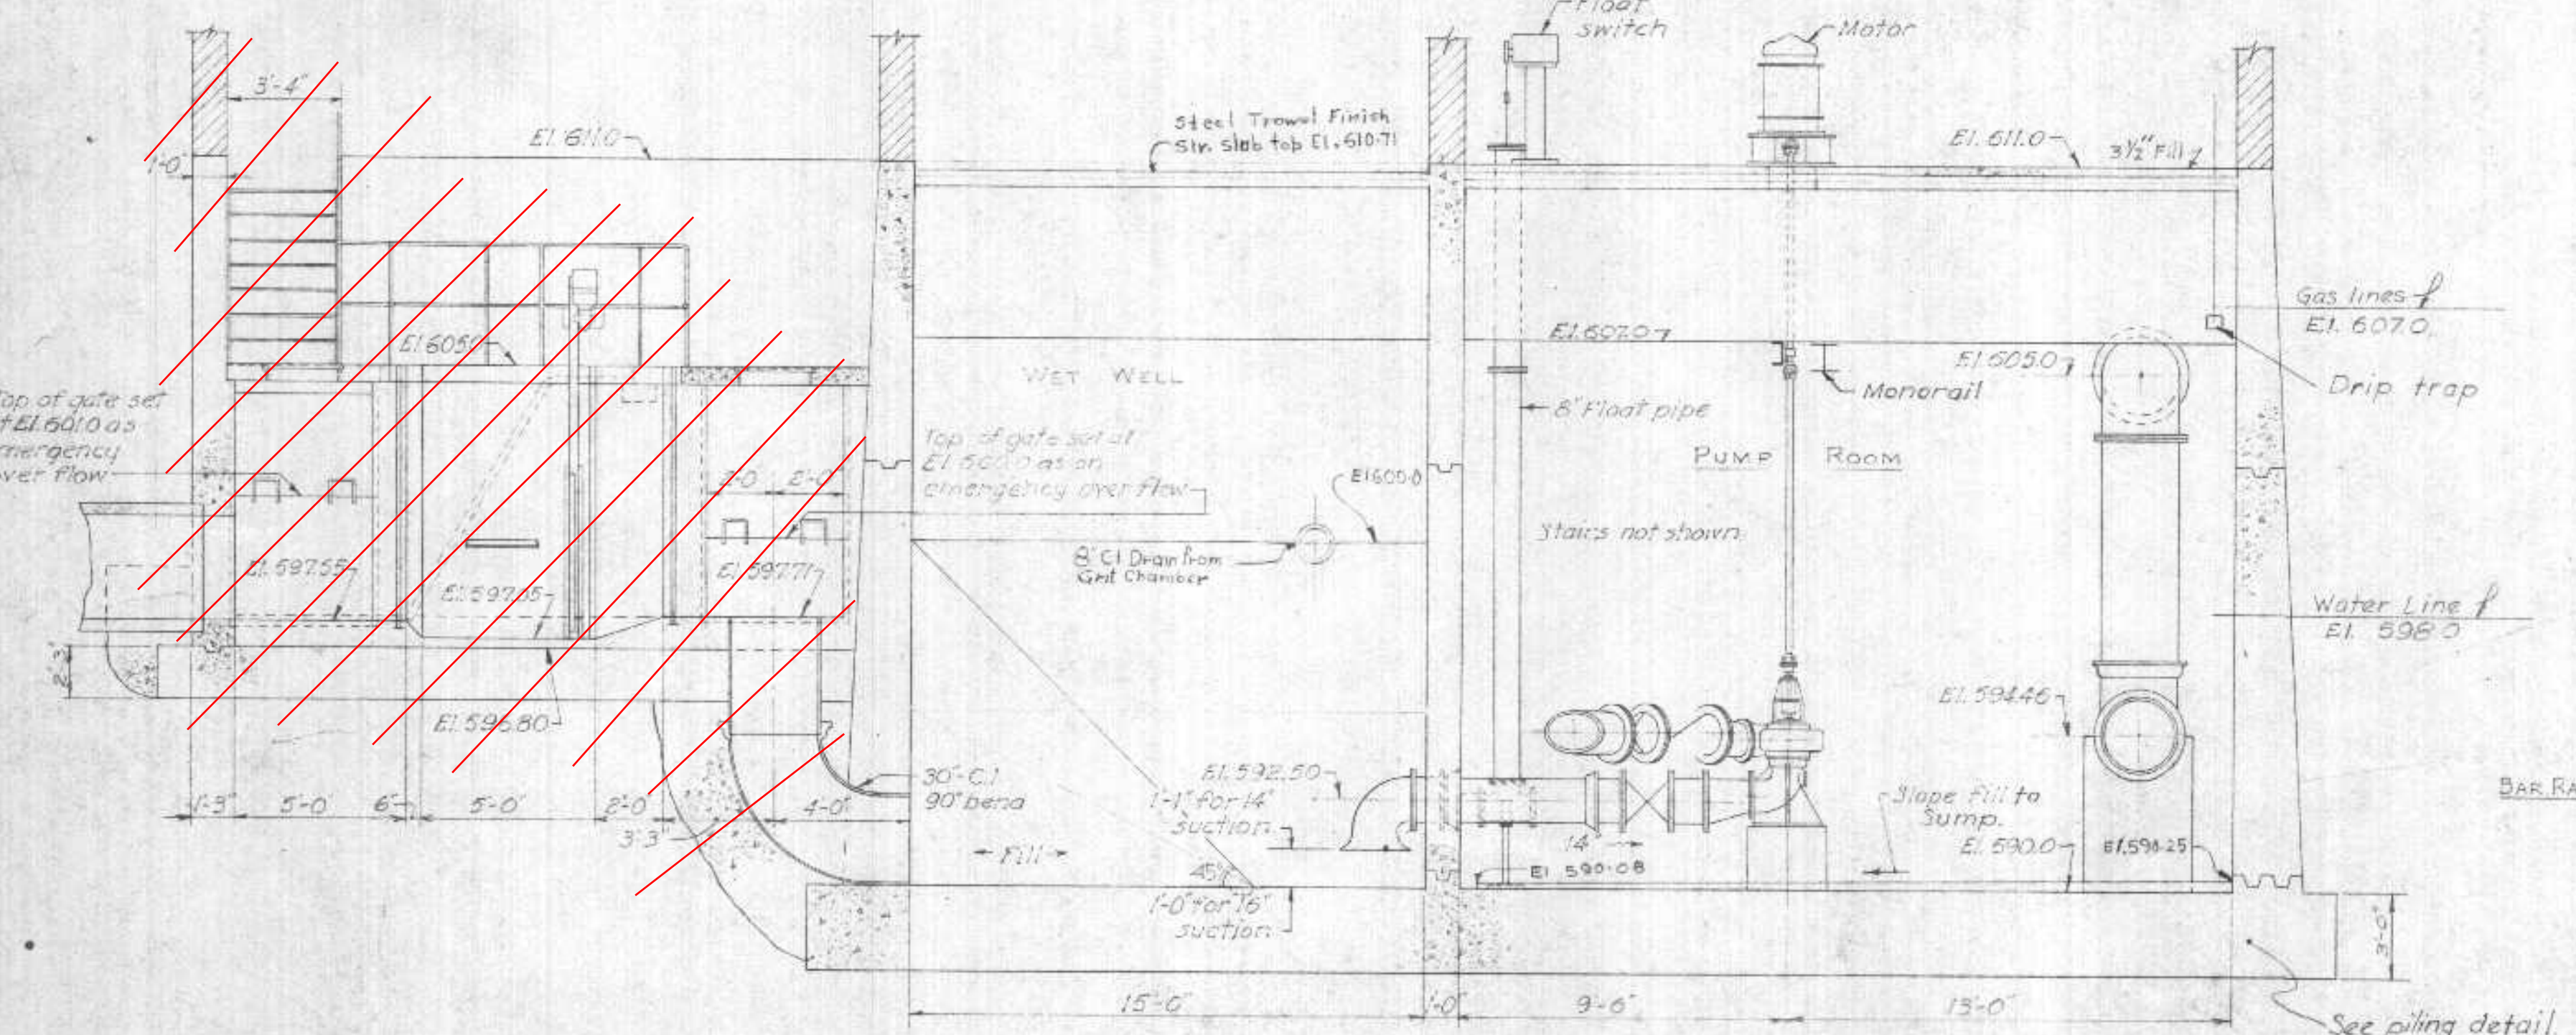 Float
switch
Motor
3'-4"
El. 611.0
Steel Trowel Finish
Str. slab top El. 610.71
El. 611.0
3½" Fill
1'-0"
Gas lines
El. 607.0
El. 605.0
El. 607.0
El. 605.0
Monorail
Drip trap
WET WELL
8" Float pipe
Top of gate set
at El. 601.0 as
emergency
over flow
Top of gate set at
as an
emergency over flow
2'-0"
2'-0"
El 600.0
PUMP ROOM
Stairs not shown
8" C.I. Drain from
Grit Chamber
El. 597.55
El. 597.71
Water Line
El. 598.0
2'-3"
El. 596.80
El. 594.46
30" C.I.
90° bend
El. 592.50
1'-1" for 14"
suction
Slope fill to
Sump.
BAR RA
1'-3"
5'-0"
6"
5'-0"
2'-0"
3'-3"
4'-0"
Fill
45°
14"
El 590.08
El. 590.0
El. 590.25
1'-0" for 16"
suction
3'-0"
15'-0"
1'-0"
9'-6"
13'-0"
See piling detail